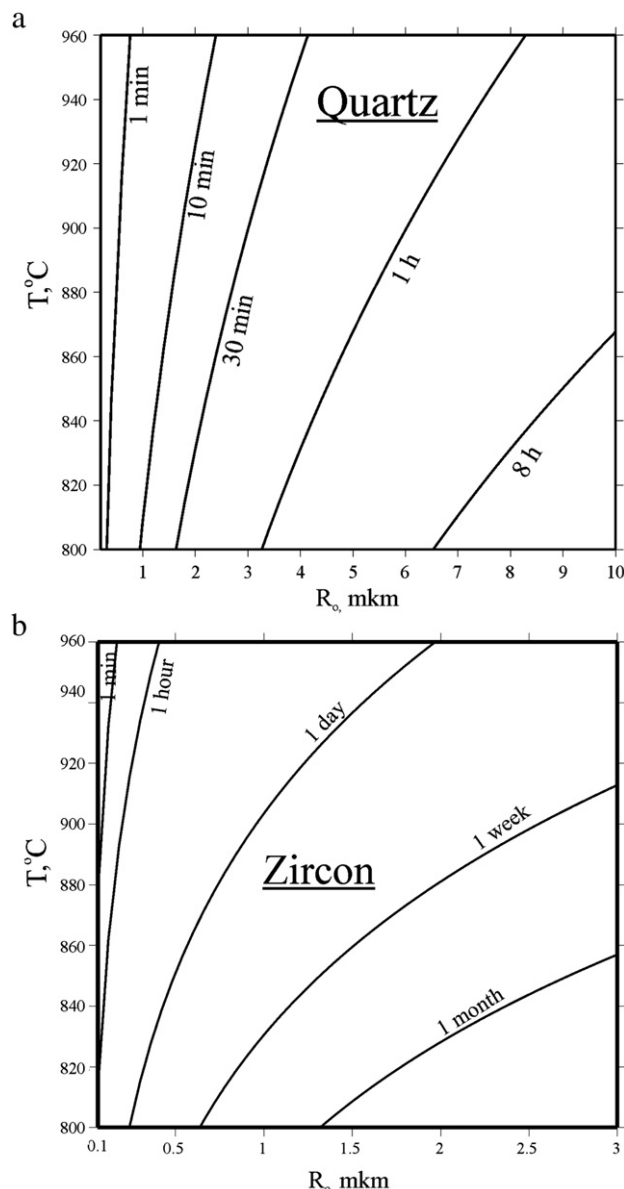 a
960
940
920
900
880
860
840
820
800
T,°C
Quartz
1 min
10 min
30 min
1 h
8 h
1 2 3 4 5 6 7 8 9 10
Ro, mkm
b
960
940
920
900
880
860
840
820
800
T,°C
Zircon
1 min
1 hour
1 day
1 week
1 month
0.1 0.5 1 1.5 2 2.5 3
Ro, mkm